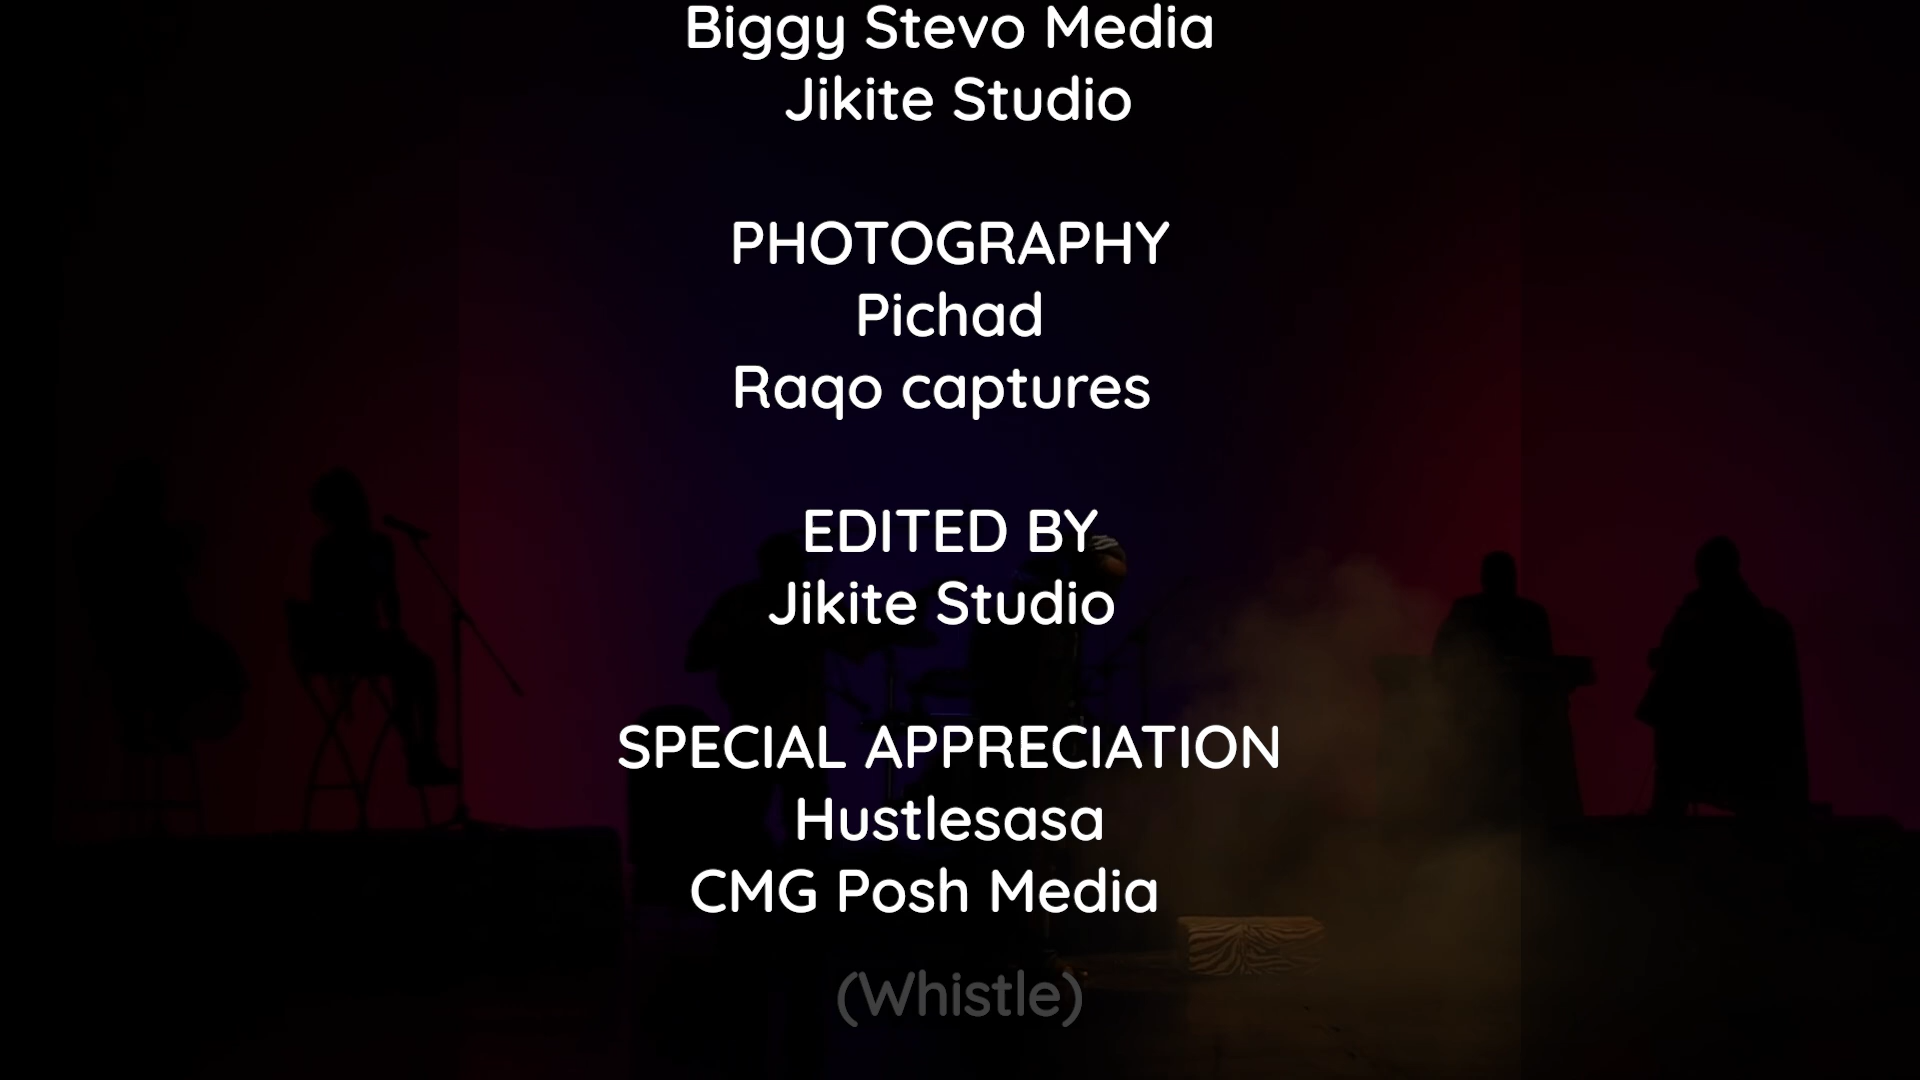 Biggy Stevo Media
Jikite Studio
PHOTOGRAPHY
Pichad
Raqo captures
EDITED BY
Jikite Studio
SPECIAL APPRECIATION
Hustlesasa
CMG Posh Media
(Whistle)